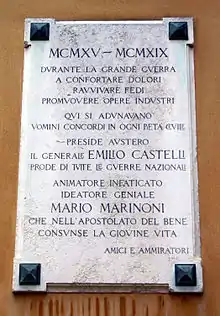 MCMXV — MCMXIX
DVRANTE LA GRANDE GVERRA
A CONFORTARE DOLORI
RAVVIVARE FEDI
PROMVOVERE OPERE INDVSTRI
QVI SI ADVNAVANO
VOMINI CONCORDI IN OGNI PIETÀ CIVILE
PRESIDE AVSTERO
IL GENERALE EMILIO CASTELLI
PRODE DI TVTTE LE GVERRE NAZIONALI
ANIMATORE INFATICATO
IDEATORE GENIALE
MARIO MARINONI
CHE NELL'APOSTOLATO DEL BENE
CONSVNSE LA GIOVINE VITA
AMICI E AMMIRATORI